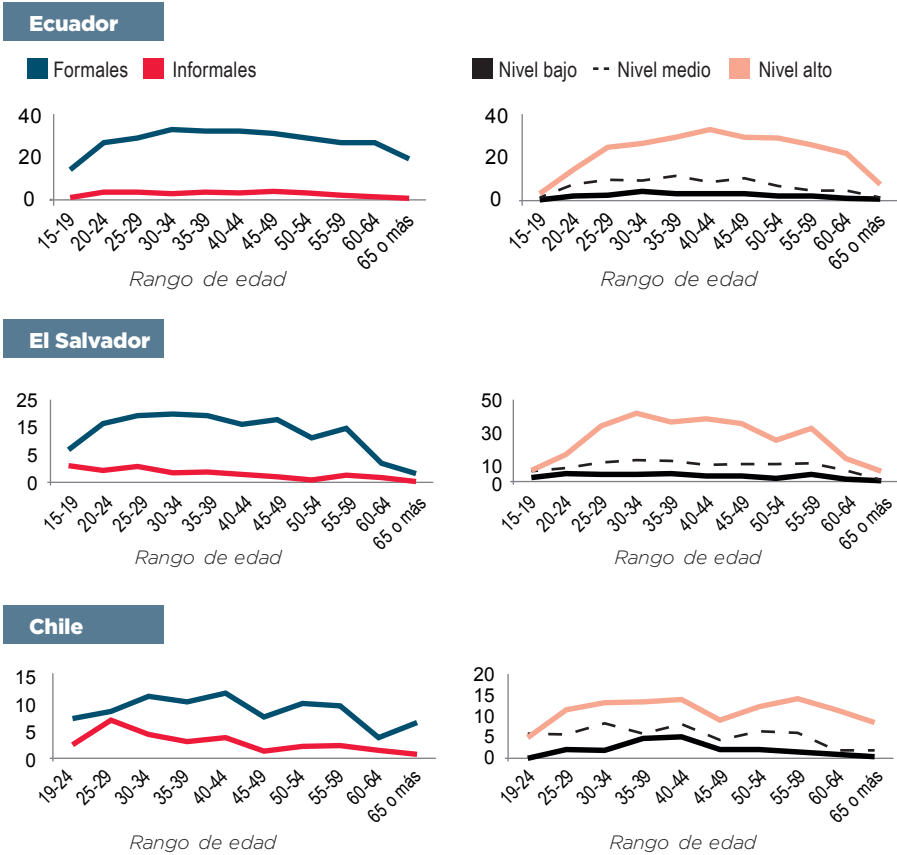 Ecuador
Formales Informales
Nivel bajo Nivel medio Nivel alto
40
20
0
15-19 20-24 25-29 30-34 35-39 40-44 45-49 50-54 55-59 60-64 65 o más
Rango de edad
40
20
0
15-19 20-24 25-29 30-34 35-39 40-44 45-49 50-54 55-59 60-64 65 o más
Rango de edad
El Salvador
25
15
5
0
15-19 20-24 25-29 30-34 35-39 40-44 45-49 50-54 55-59 60-64 65 o más
Rango de edad
50
30
10
0
15-19 20-24 25-29 30-34 35-39 40-44 45-49 50-54 55-59 60-64 65 o más
Rango de edad
Chile
15
10
5
0
19-24 25-29 30-34 35-39 40-44 45-49 50-54 55-59 60-64 65 o más
Rango de edad
20
15
10
5
0
19-24 25-29 30-34 35-39 40-44 45-49 50-54 55-59 60-64 65 o más
Rango de edad